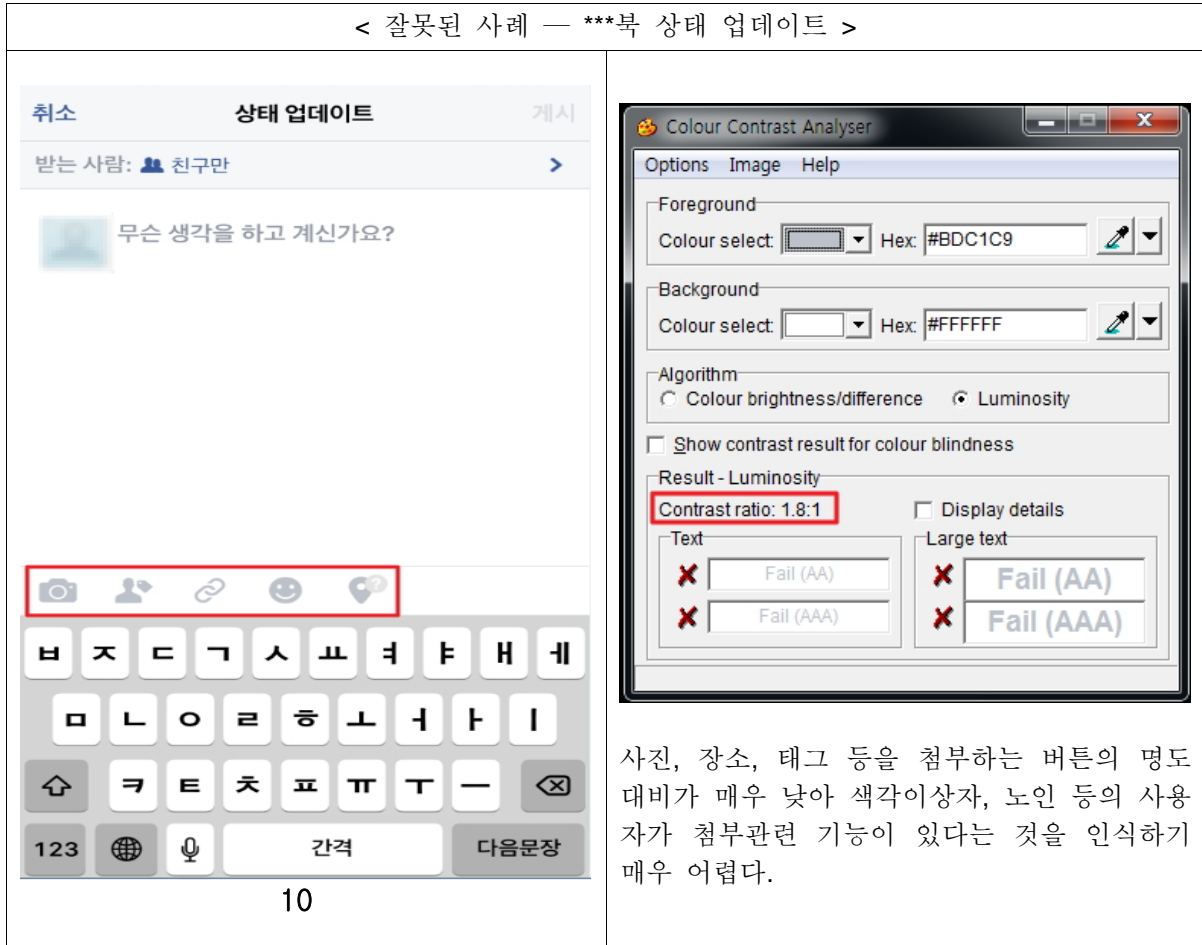 < 잘못된 사례 — ***북 상태 업데이트 >
취소 상태 업데이트 게시
받는 사람: 친구만 >
무슨 생각을 하고 계신가요?
?
ㅂ ㅈ ㄷ ㄱ ㅅ ㅛ ㅕ ㅑ ㅐ ㅔ
ㅁ ㄴ ㅇ ㄹ ㅎ ㅗ ㅓ ㅏ ㅣ
ㅋ ㅌ ㅊ ㅍ ㅠ ㅜ ㅡ
123 간격 다음문장
10
Colour Contrast Analyser
Options Image Help
Foreground
Colour select: Hex: #BDC1C9
Background
Colour select: Hex: #FFFFFF
Algorithm
Colour brightness/difference Luminosity
Show contrast result for colour blindness
Result - Luminosity
Contrast ratio: 1.8:1 Display details
Text Large text
Fail (AA) Fail (AA)
Fail (AAA) Fail (AAA)
사진, 장소, 태그 등을 첨부하는 버튼의 명도
대비가 매우 낮아 색각이상자, 노인 등의 사용
자가 첨부관련 기능이 있다는 것을 인식하기
매우 어렵다.